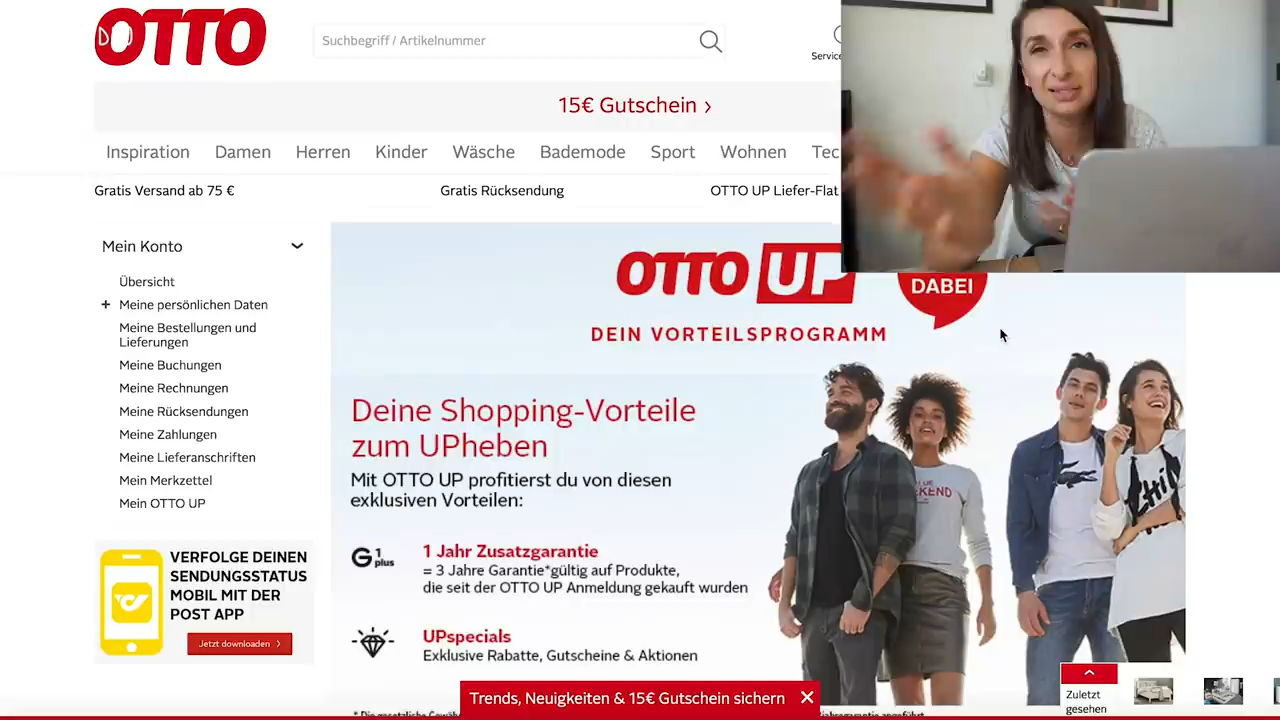 OTTO
Suchbegriff / Artikelnummer
Service
15€ Gutschein ›
Inspiration Damen Herren Kinder Wäsche Bademode Sport Wohnen Tec
Gratis Versand ab 75 € Gratis Rücksendung OTTO UP Liefer-Flat
Mein Konto
Übersicht
+ Meine persönlichen Daten
Meine Bestellungen und
Lieferungen
Meine Buchungen
Meine Rechnungen
Meine Rücksendungen
Meine Zahlungen
Meine Lieferanschriften
Mein Merkzettel
Mein OTTO UP
VERFOLGE DEINEN
SENDUNGSSTATUS
MOBIL MIT DER
POST APP
Jetzt downloaden ›
OTTO UP
DABEI
DEIN VORTEILSPROGRAMM
Deine Shopping-Vorteile
zum UPheben
Mit OTTO UP profitierst du von diesen
exklusiven Vorteilen:
G1 plus
1 Jahr Zusatzgarantie
= 3 Jahre Garantie*gültig auf Produkte,
die seit der OTTO UP Anmeldung gekauft wurden
UPspecials
Exklusive Rabatte, Gutscheine & Aktionen
Trends, Neuigkeiten & 15€ Gutschein sichern ×
Zuletzt
gesehen